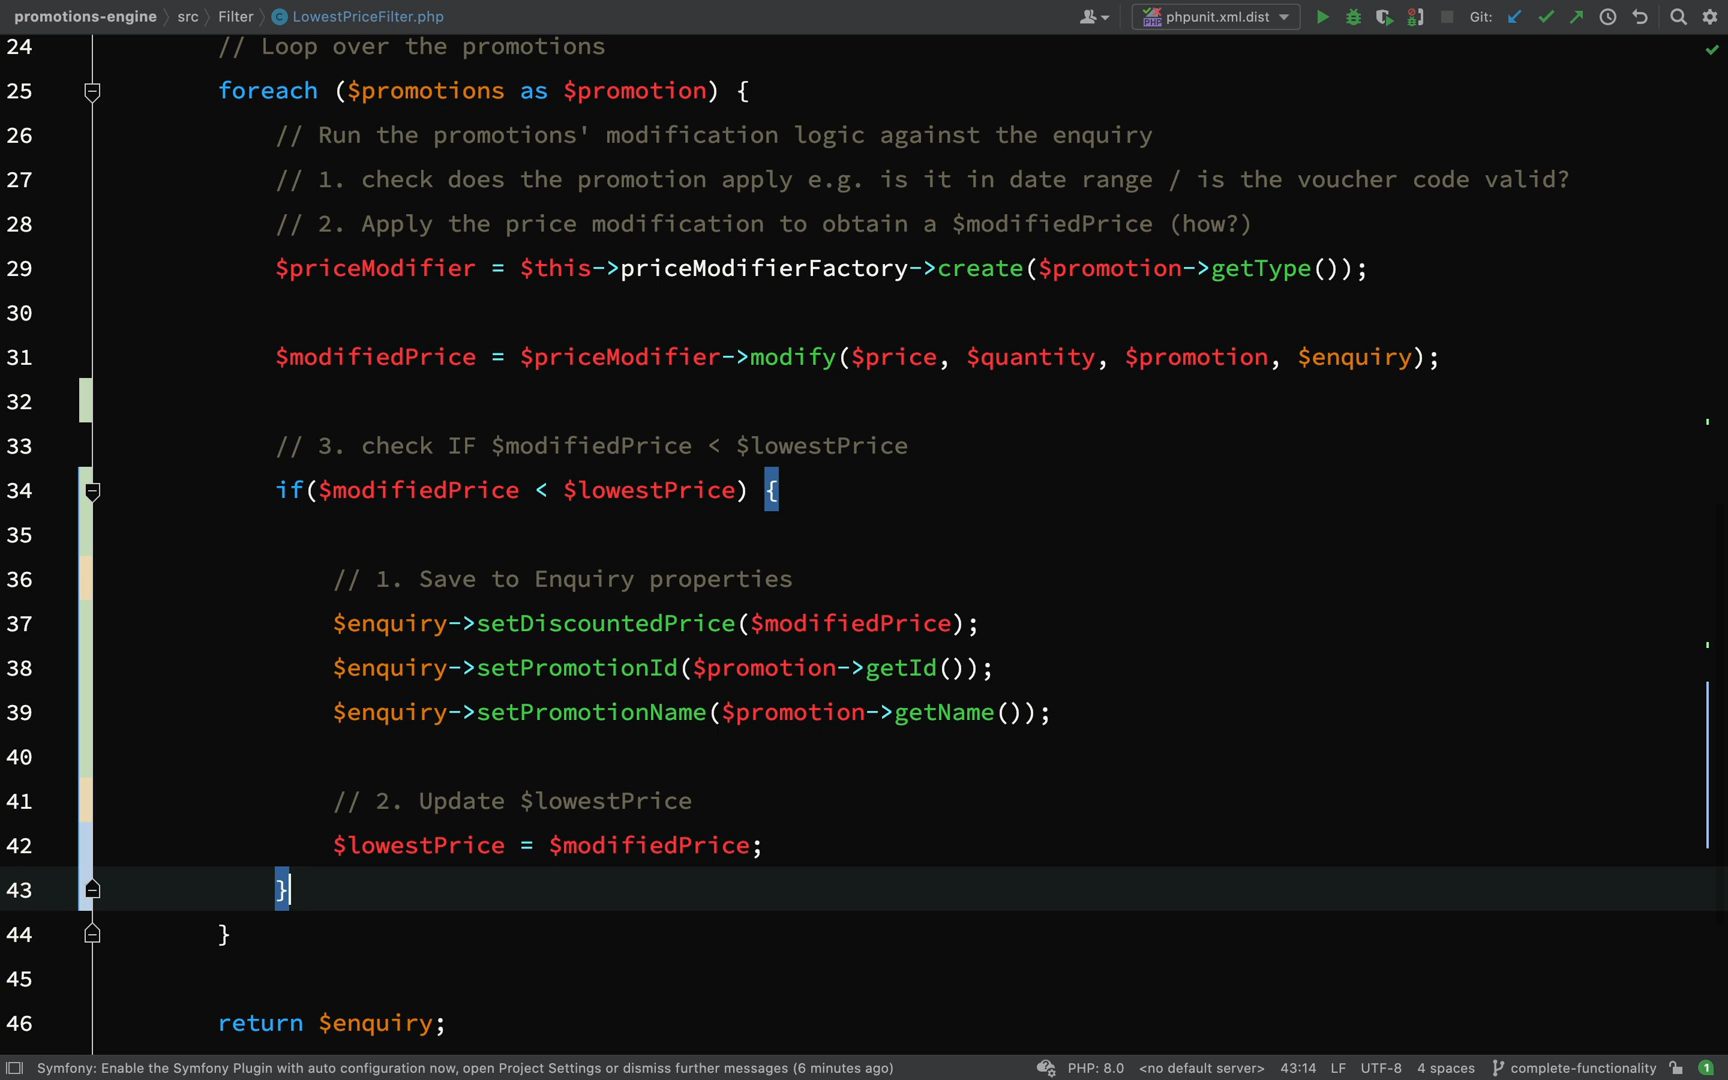 promotions-engine > src > Filter > LowestPriceFilter.php
phpunit.xml.dist
Git:
24 // Loop over the promotions
25 foreach ($promotions as $promotion) {
26 // Run the promotions' modification logic against the enquiry
27 // 1. check does the promotion apply e.g. is it in date range / is the voucher code valid?
28 // 2. Apply the price modification to obtain a $modifiedPrice (how?)
29 $priceModifier = $this->priceModifierFactory->create($promotion->getType());
30
31 $modifiedPrice = $priceModifier->modify($price, $quantity, $promotion, $enquiry);
32
33 // 3. check IF $modifiedPrice < $lowestPrice
34 if($modifiedPrice < $lowestPrice) {
35
36 // 1. Save to Enquiry properties
37 $enquiry->setDiscountedPrice($modifiedPrice);
38 $enquiry->setPromotionId($promotion->getId());
39 $enquiry->setPromotionName($promotion->getName());
40
41 // 2. Update $lowestPrice
42 $lowestPrice = $modifiedPrice;
43 }
44 }
45
46 return $enquiry;
Symfony: Enable the Symfony Plugin with auto configuration now, open Project Settings or dismiss further messages (6 minutes ago) PHP: 8.0 <no default server> 43:14 LF UTF-8 4 spaces complete-functionality 1